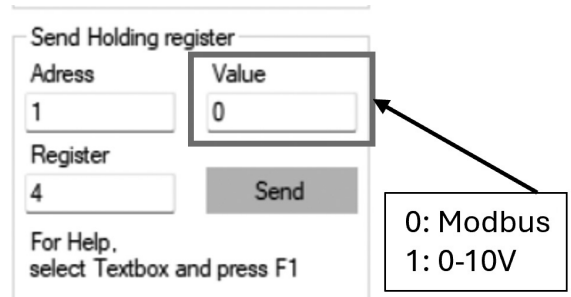 Send Holding register
Adress
Value
1
0
Register
4
Send
For Help,
select Textbox and press F1
0: Modbus
1: 0-10V